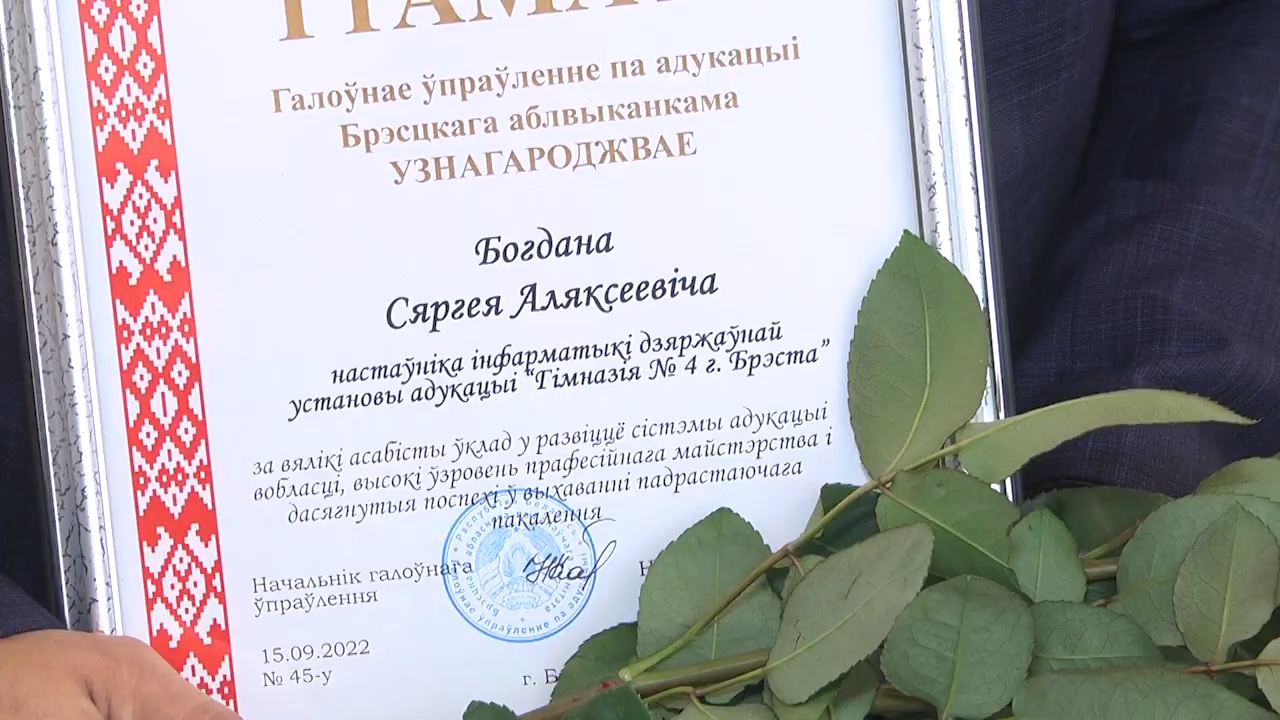 ГРАМАТА
Галоўнае ўпраўленне па адукацыі
Брэсцкага аблвыканкама
УЗНАГАРОДЖВАЕ
Богдана
Сяргея Аляксеевіча
настаўніка інфарматыкі дзяржаўнай
установы адукацыі “Гімназія № 4 г. Брэста”
за вялікі асабісты ўклад у развіццё сістэмы адукацыі
вобласці, высокі ўзровень прафесійнага майстэрства і
дасягнутыя поспехі ў выхаванні падрастаючага
пакалення
Начальнік галоўнага
ўпраўлення
15.09.2022
№ 45-у
г.